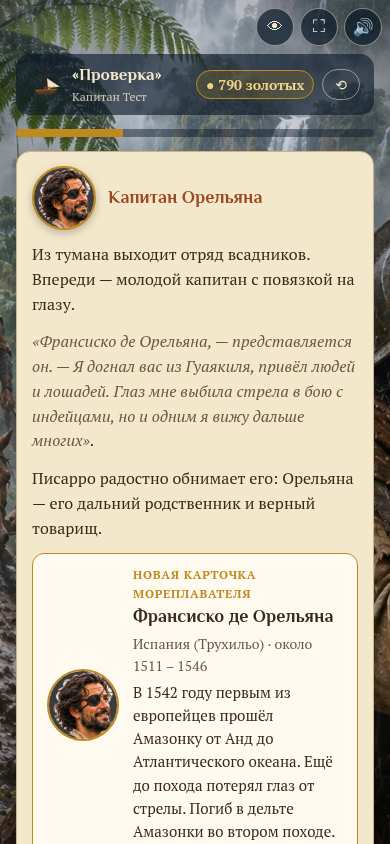 «Проверка»
Капитан Тест
● 790 золотых
⟲
Капитан Орельяна
Из тумана выходит отряд всадников.
Впереди — молодой капитан с повязкой на
глазу.
«Франсиско де Орельяна, — представляется
он. — Я догнал вас из Гуаякиля, привёл людей
и лошадей. Глаз мне выбила стрела в бою с
индейцами, но и одним я вижу дальше
многих».
Писарро радостно обнимает его: Орельяна
— его дальний родственник и верный
товарищ.
НОВАЯ КАРТОЧКА
МОРЕПЛАВАТЕЛЯ
Франсиско де Орельяна
Испания (Трухильо) · около
1511 – 1546
В 1542 году первым из
европейцев прошёл
Амазонку от Анд до
Атлантического океана. Ещё
до похода потерял глаз от
стрелы. Погиб в дельте
Амазонки во втором походе.